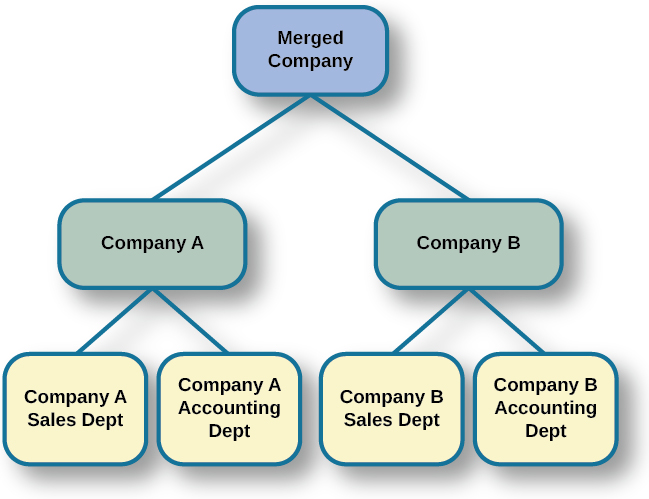 Merged
Company
Company A
Company B
Company A
Sales Dept
Company A
Accounting
Dept
Company B
Sales Dept
Company B
Accounting
Dept